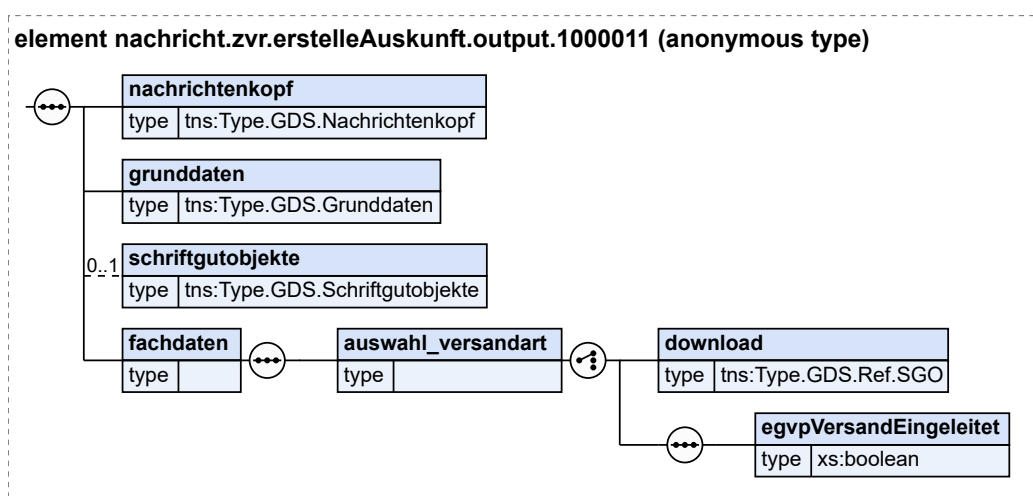 element nachricht.zvr.erstelleAuskunft.output.1000011 (anonymous type)
nachrichtenkopf
type tns:Type.GDS.Nachrichtenkopf
grunddaten
type tns:Type.GDS.Grunddaten
0..1
schriftgutobjekte
type tns:Type.GDS.Schriftgutobjekte
fachdaten
type
auswahl_versandart
type
download
type tns:Type.GDS.Ref.SGO
egvpVersandEingeleitet
type xs:boolean